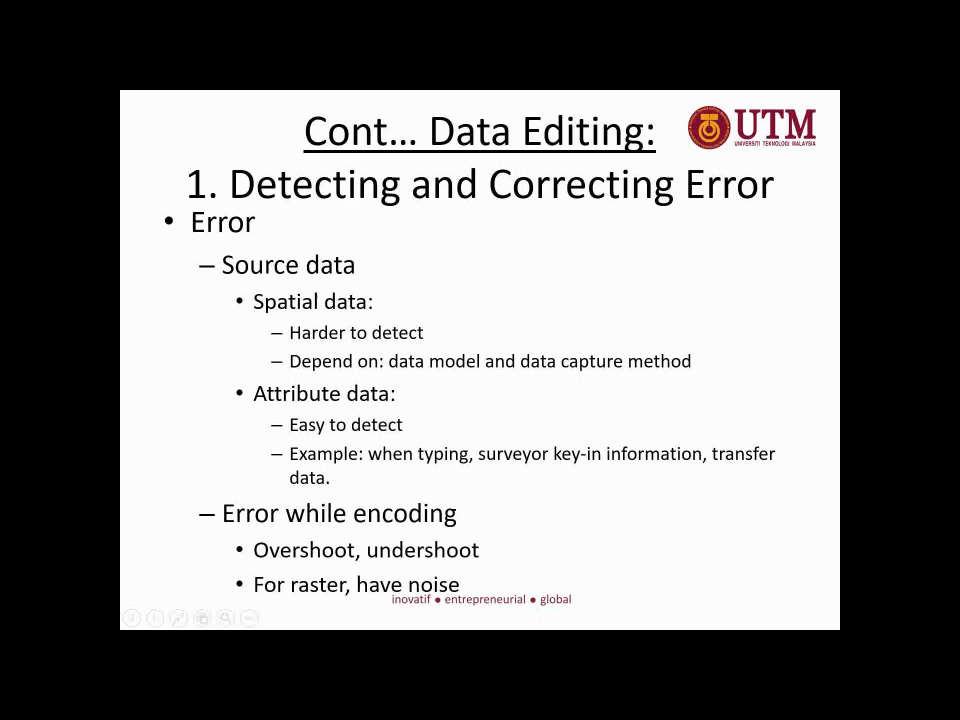 Cont… Data Editing:
UTM
UNIVERSITI TEKNOLOGI MALAYSIA
1. Detecting and Correcting Error
• Error
– Source data
• Spatial data:
– Harder to detect
– Depend on: data model and data capture method
• Attribute data:
– Easy to detect
– Example: when typing, surveyor key-in information, transfer
data.
– Error while encoding
• Overshoot, undershoot
• For raster, have noise
inovatif ● entrepreneurial ● global